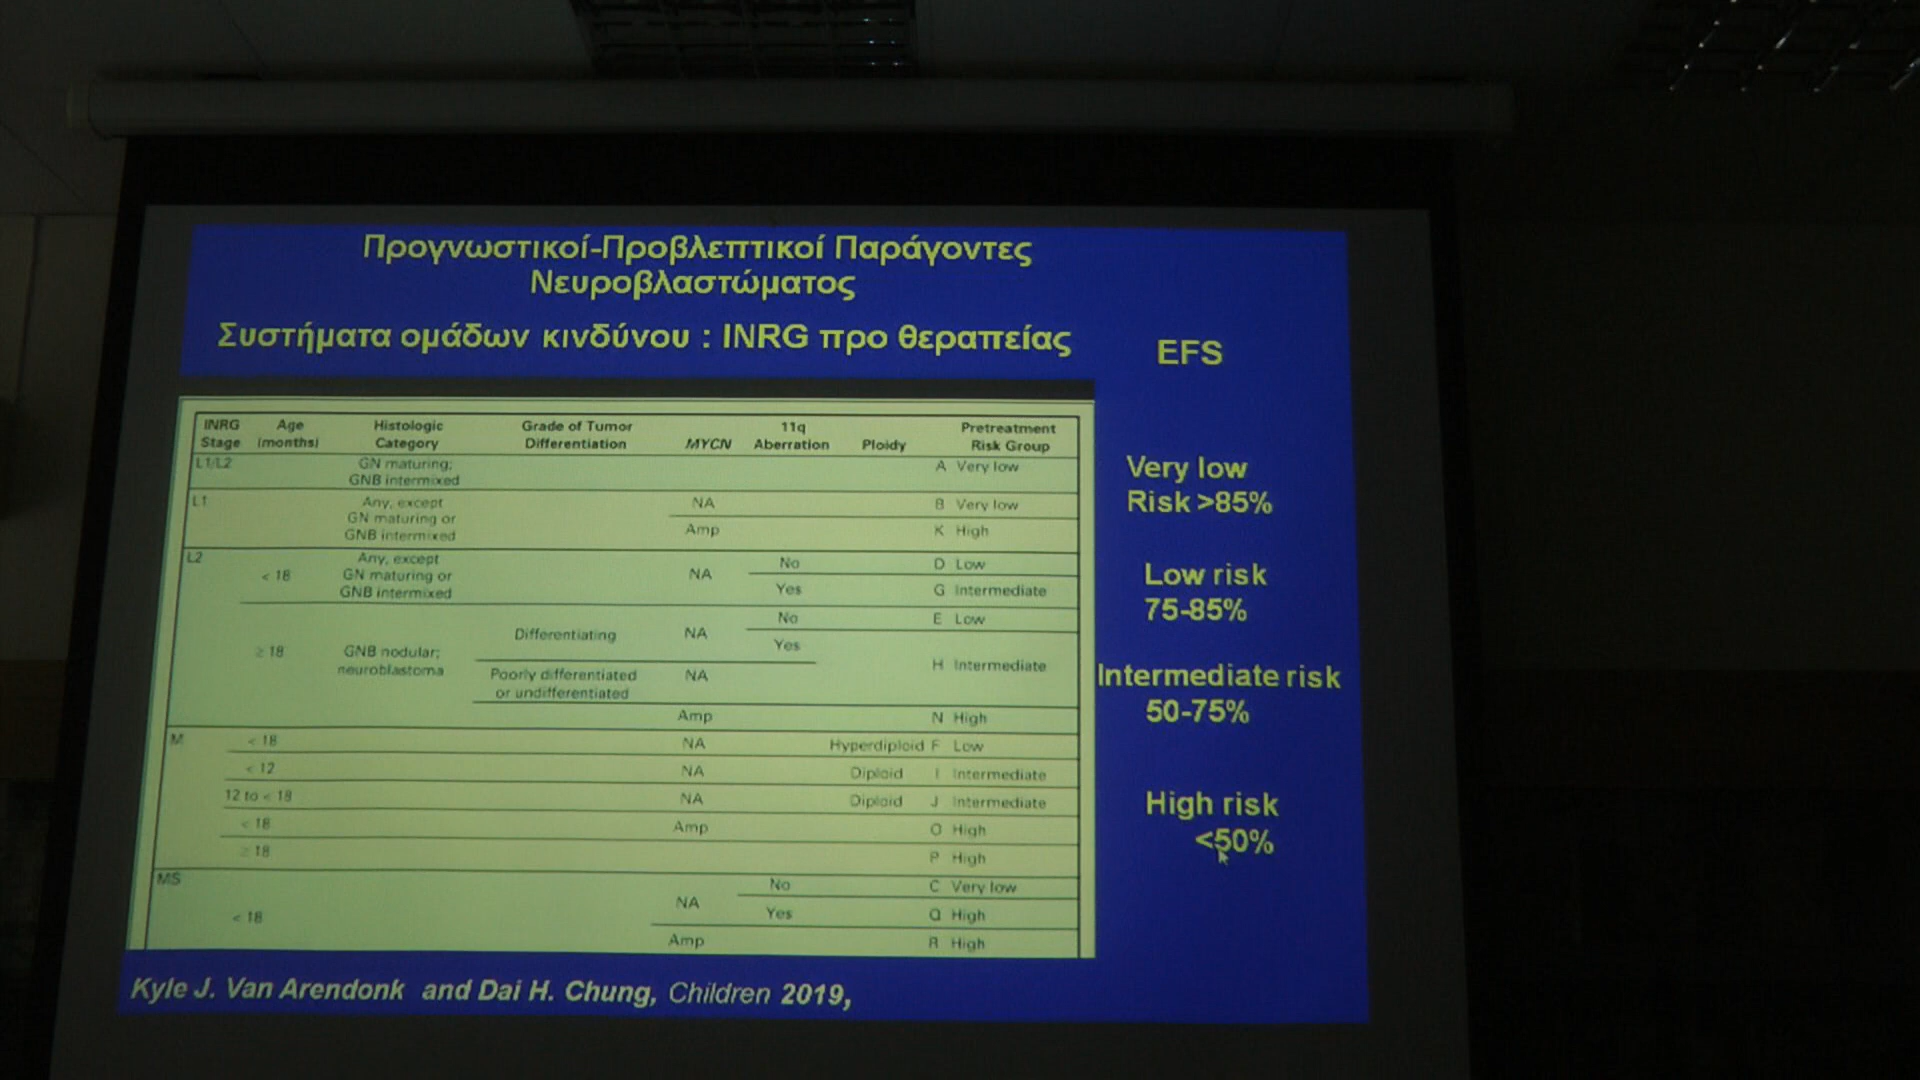 Προγνωστικοί-Προβλεπτικοί Παράγοντες
Νευροβλαστώματος
Συστήματα ομάδων κινδύνου : INRG προ θεραπείας
EFS
INRG Stage Age (months) Histologic Category Grade of Tumor Differentiation MYCN 11q Aberration Ploidy Pretreatment Risk Group
L1/L2 GN maturing; GNB intermixed A Very low
L1 Any, except GN maturing or GNB intermixed NA B Very low
Amp K High
L2 < 18 Any, except GN maturing or GNB intermixed NA No D Low
Yes G Intermediate
≥ 18 GNB nodular; neuroblastoma Differentiating NA No E Low
Yes
H Intermediate
Poorly differentiated or undifferentiated NA
Amp N High
M < 18 NA Hyperdiploid F Low
< 12 NA Diploid I Intermediate
12 to < 18 NA Diploid J Intermediate
< 18 Amp O High
≥ 18 P High
MS < 18 NA No C Very low
Yes Q High
Amp R High
Very low
Risk >85%
Low risk
75-85%
Intermediate risk
50-75%
High risk
<50%
Kyle J. Van Arendonk and Dai H. Chung, Children 2019,